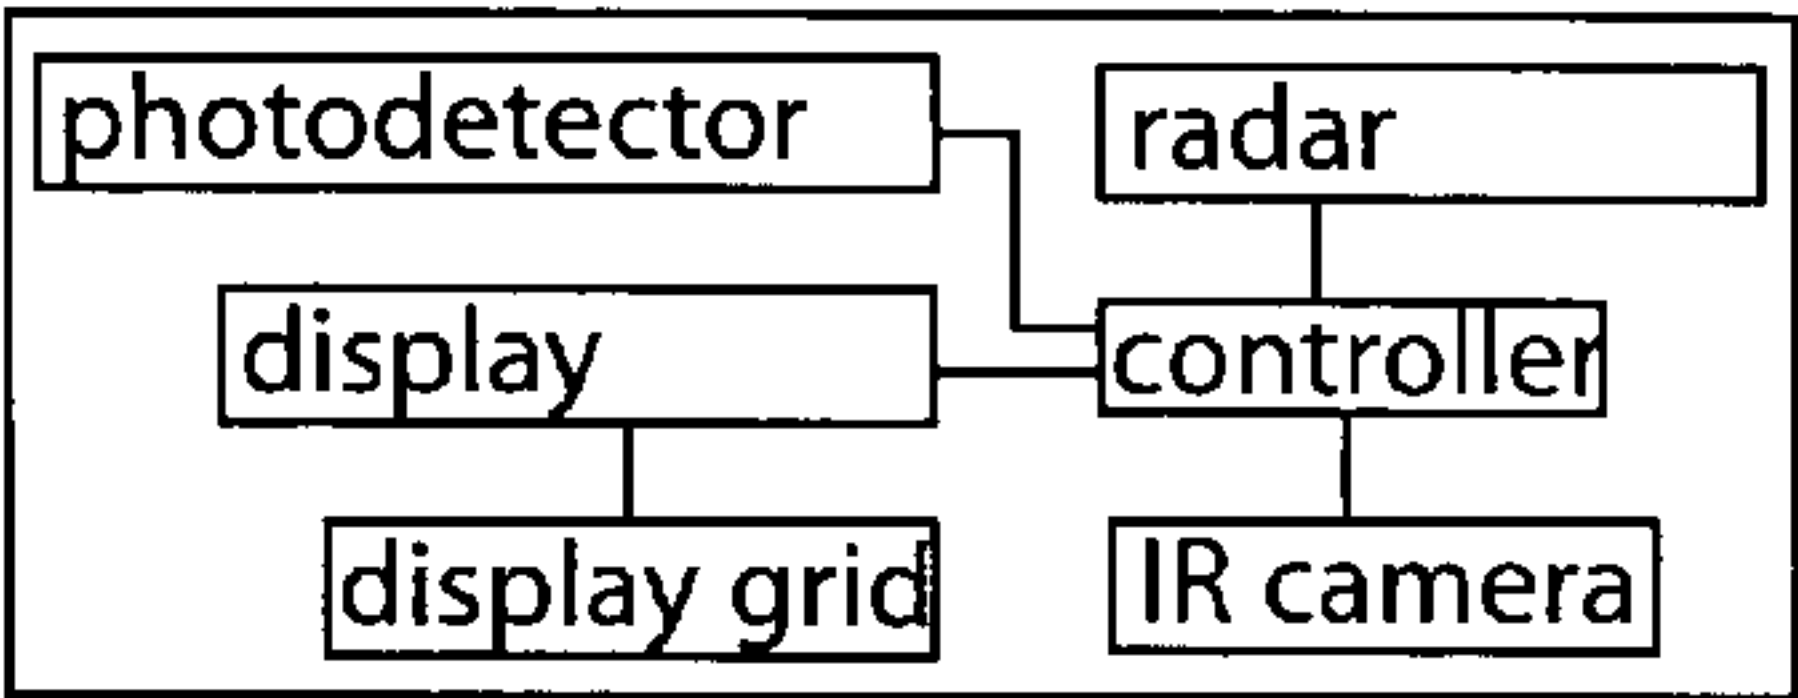 photodetector
radar
display
controller
display grid
IR camera